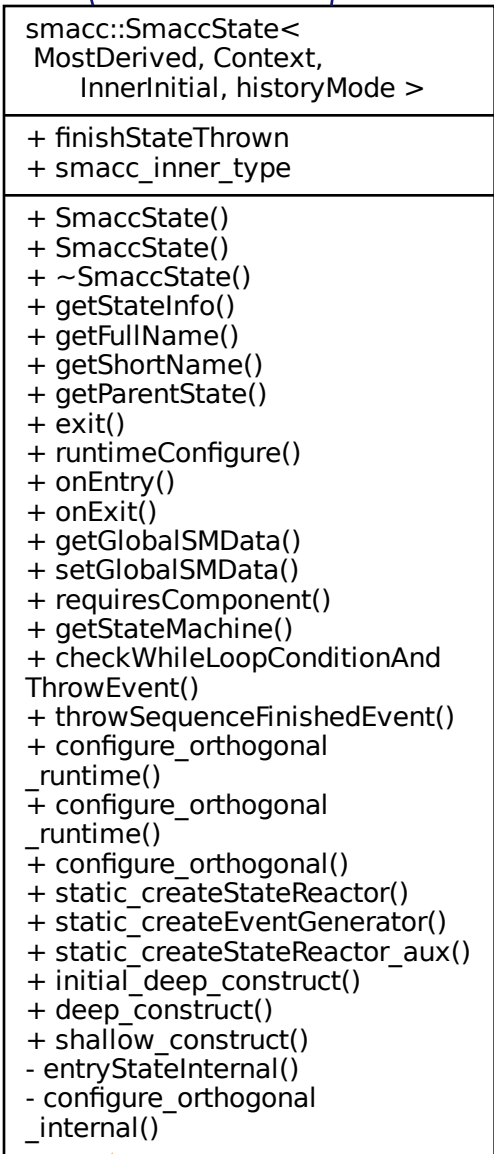 smacc::SmaccState<
MostDerived, Context,
InnerInitial, historyMode >
+ finishStateThrown
+ smacc_inner_type
+ SmaccState()
+ SmaccState()
+ ~SmaccState()
+ getStateInfo()
+ getFullName()
+ getShortName()
+ getParentState()
+ exit()
+ runtimeConfigure()
+ onEntry()
+ onExit()
+ getGlobalSMData()
+ setGlobalSMData()
+ requiresComponent()
+ getStateMachine()
+ checkWhileLoopConditionAnd
ThrowEvent()
+ throwSequenceFinishedEvent()
+ configure_orthogonal
_runtime()
+ configure_orthogonal
_runtime()
+ configure_orthogonal()
+ static_createStateReactor()
+ static_createEventGenerator()
+ static_createStateReactor_aux()
+ initial_deep_construct()
+ deep_construct()
+ shallow_construct()
- entryStateInternal()
- configure_orthogonal
_internal()